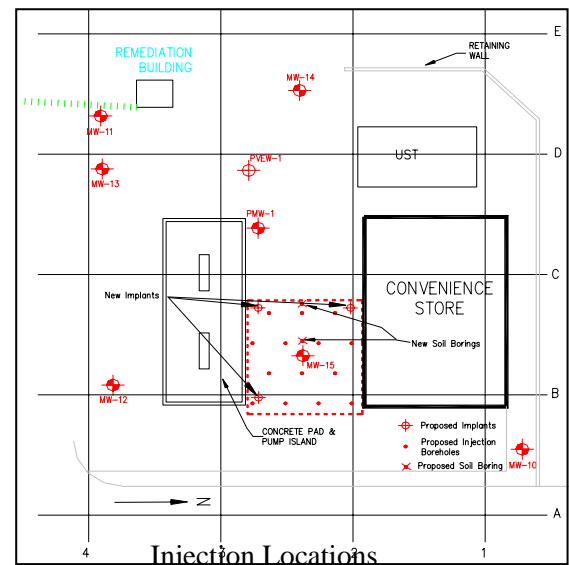 E
RETAINING
WALL
REMEDIATION
BUILDING
MW-14
MW-11
D
UST
PVEW-1
MW-13
PMW-1
C
CONVENIENCE
STORE
New Implants
New Soil Borings
MW-15
MW-12
B
CONCRETE PAD &
PUMP ISLAND
Proposed Implants
Proposed Injection
Boreholes
Proposed Soil Boring
MW-10
N
A
4
3
2
1
Injection Locations